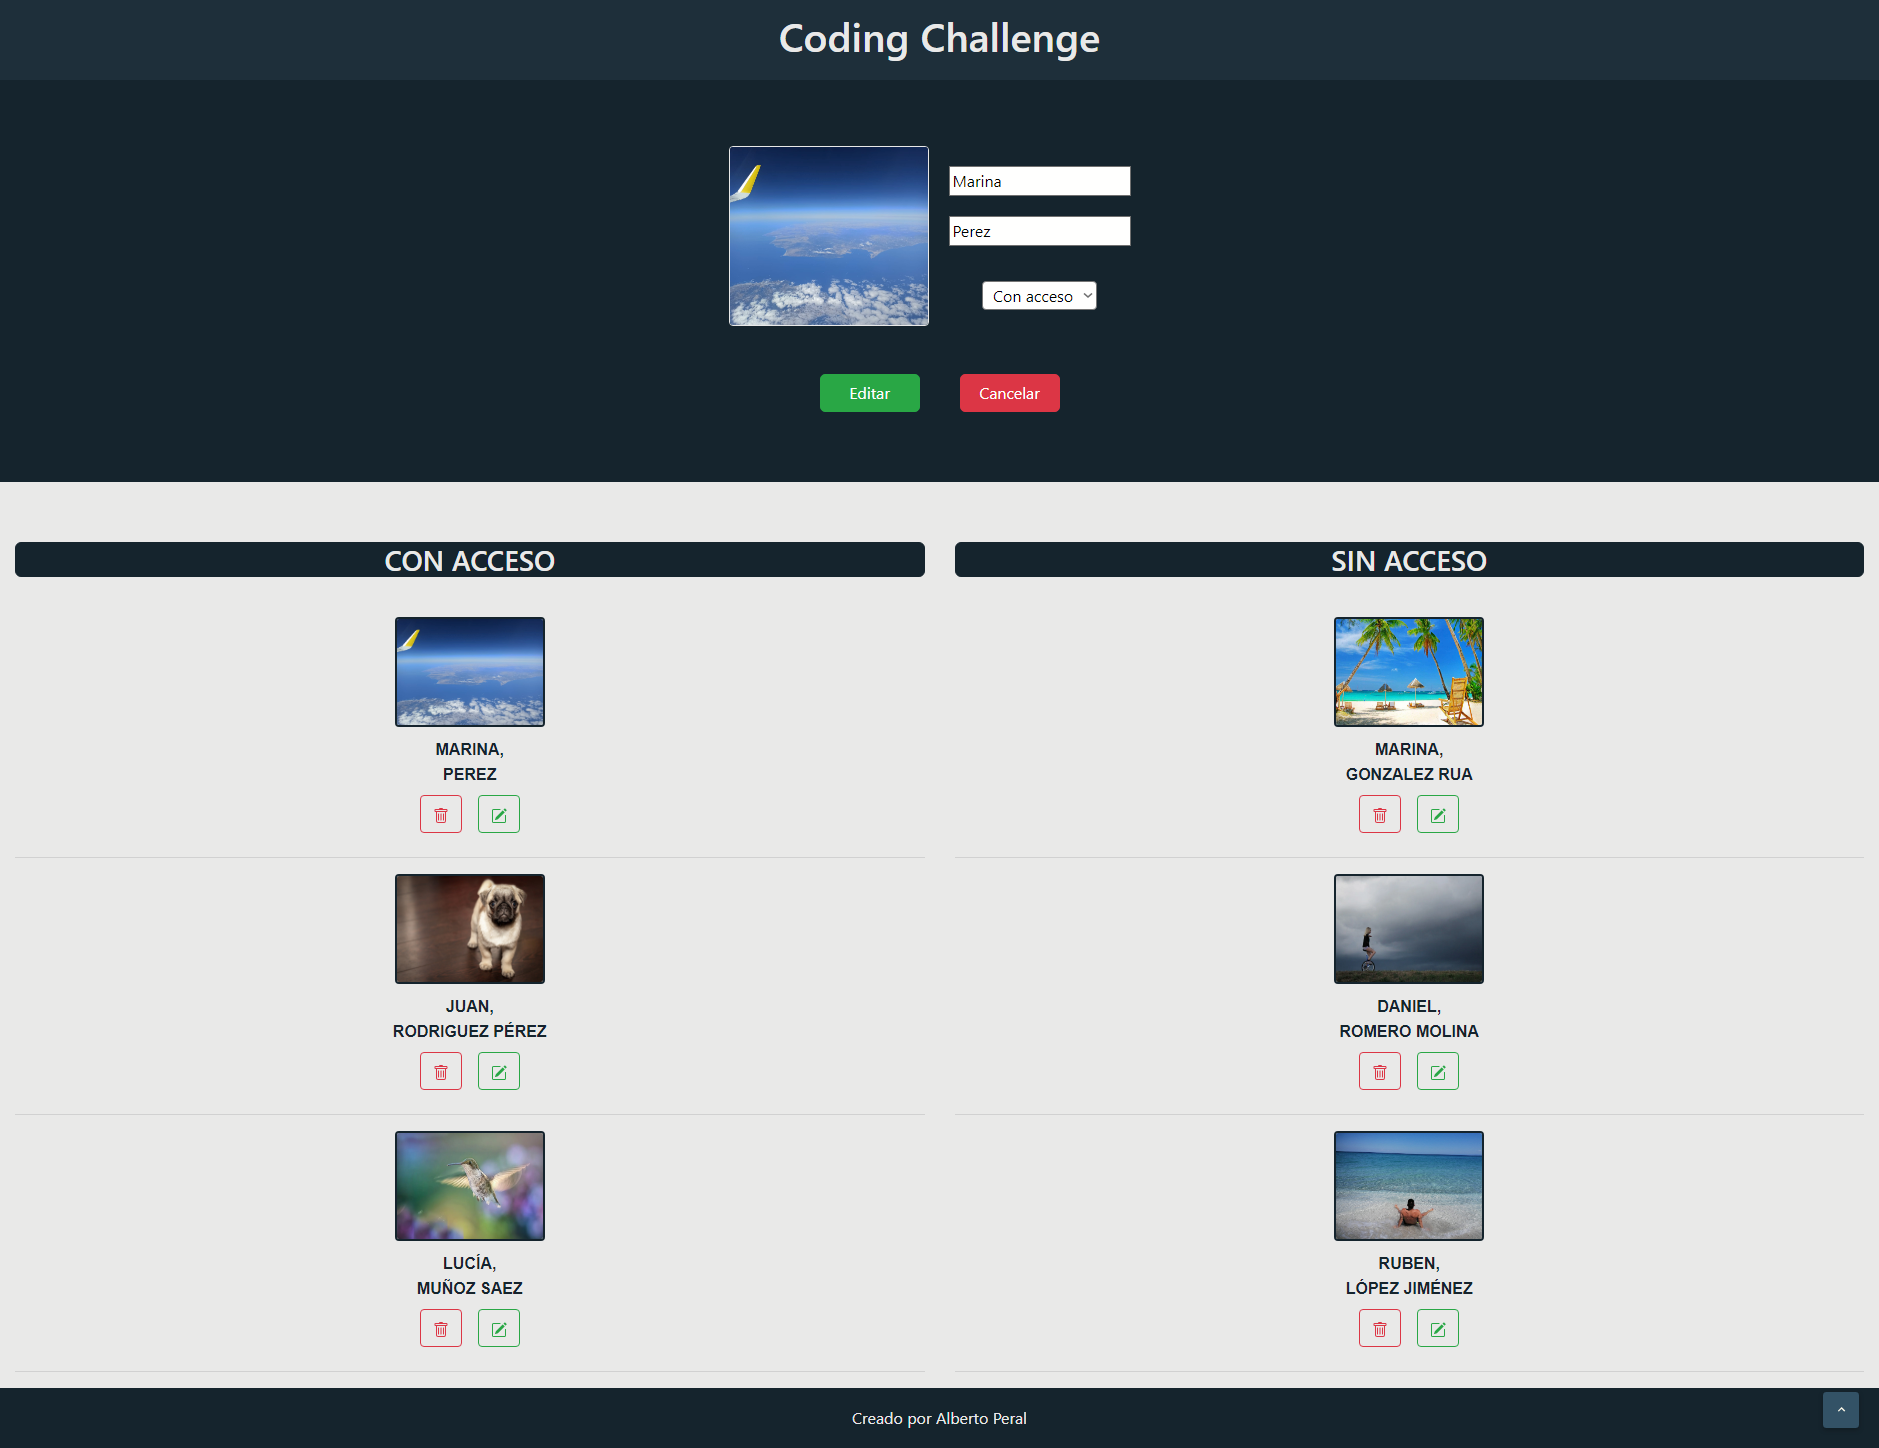 Coding Challenge
Marina
Perez
Con acceso
Editar
Cancelar
CON ACCESO
MARINA,
PEREZ
JUAN,
RODRIGUEZ PÉREZ
LUCÍA,
MUÑOZ SAEZ
SIN ACCESO
MARINA,
GONZALEZ RUA
DANIEL,
ROMERO MOLINA
RUBEN,
LÓPEZ JIMÉNEZ
Creado por Alberto Peral